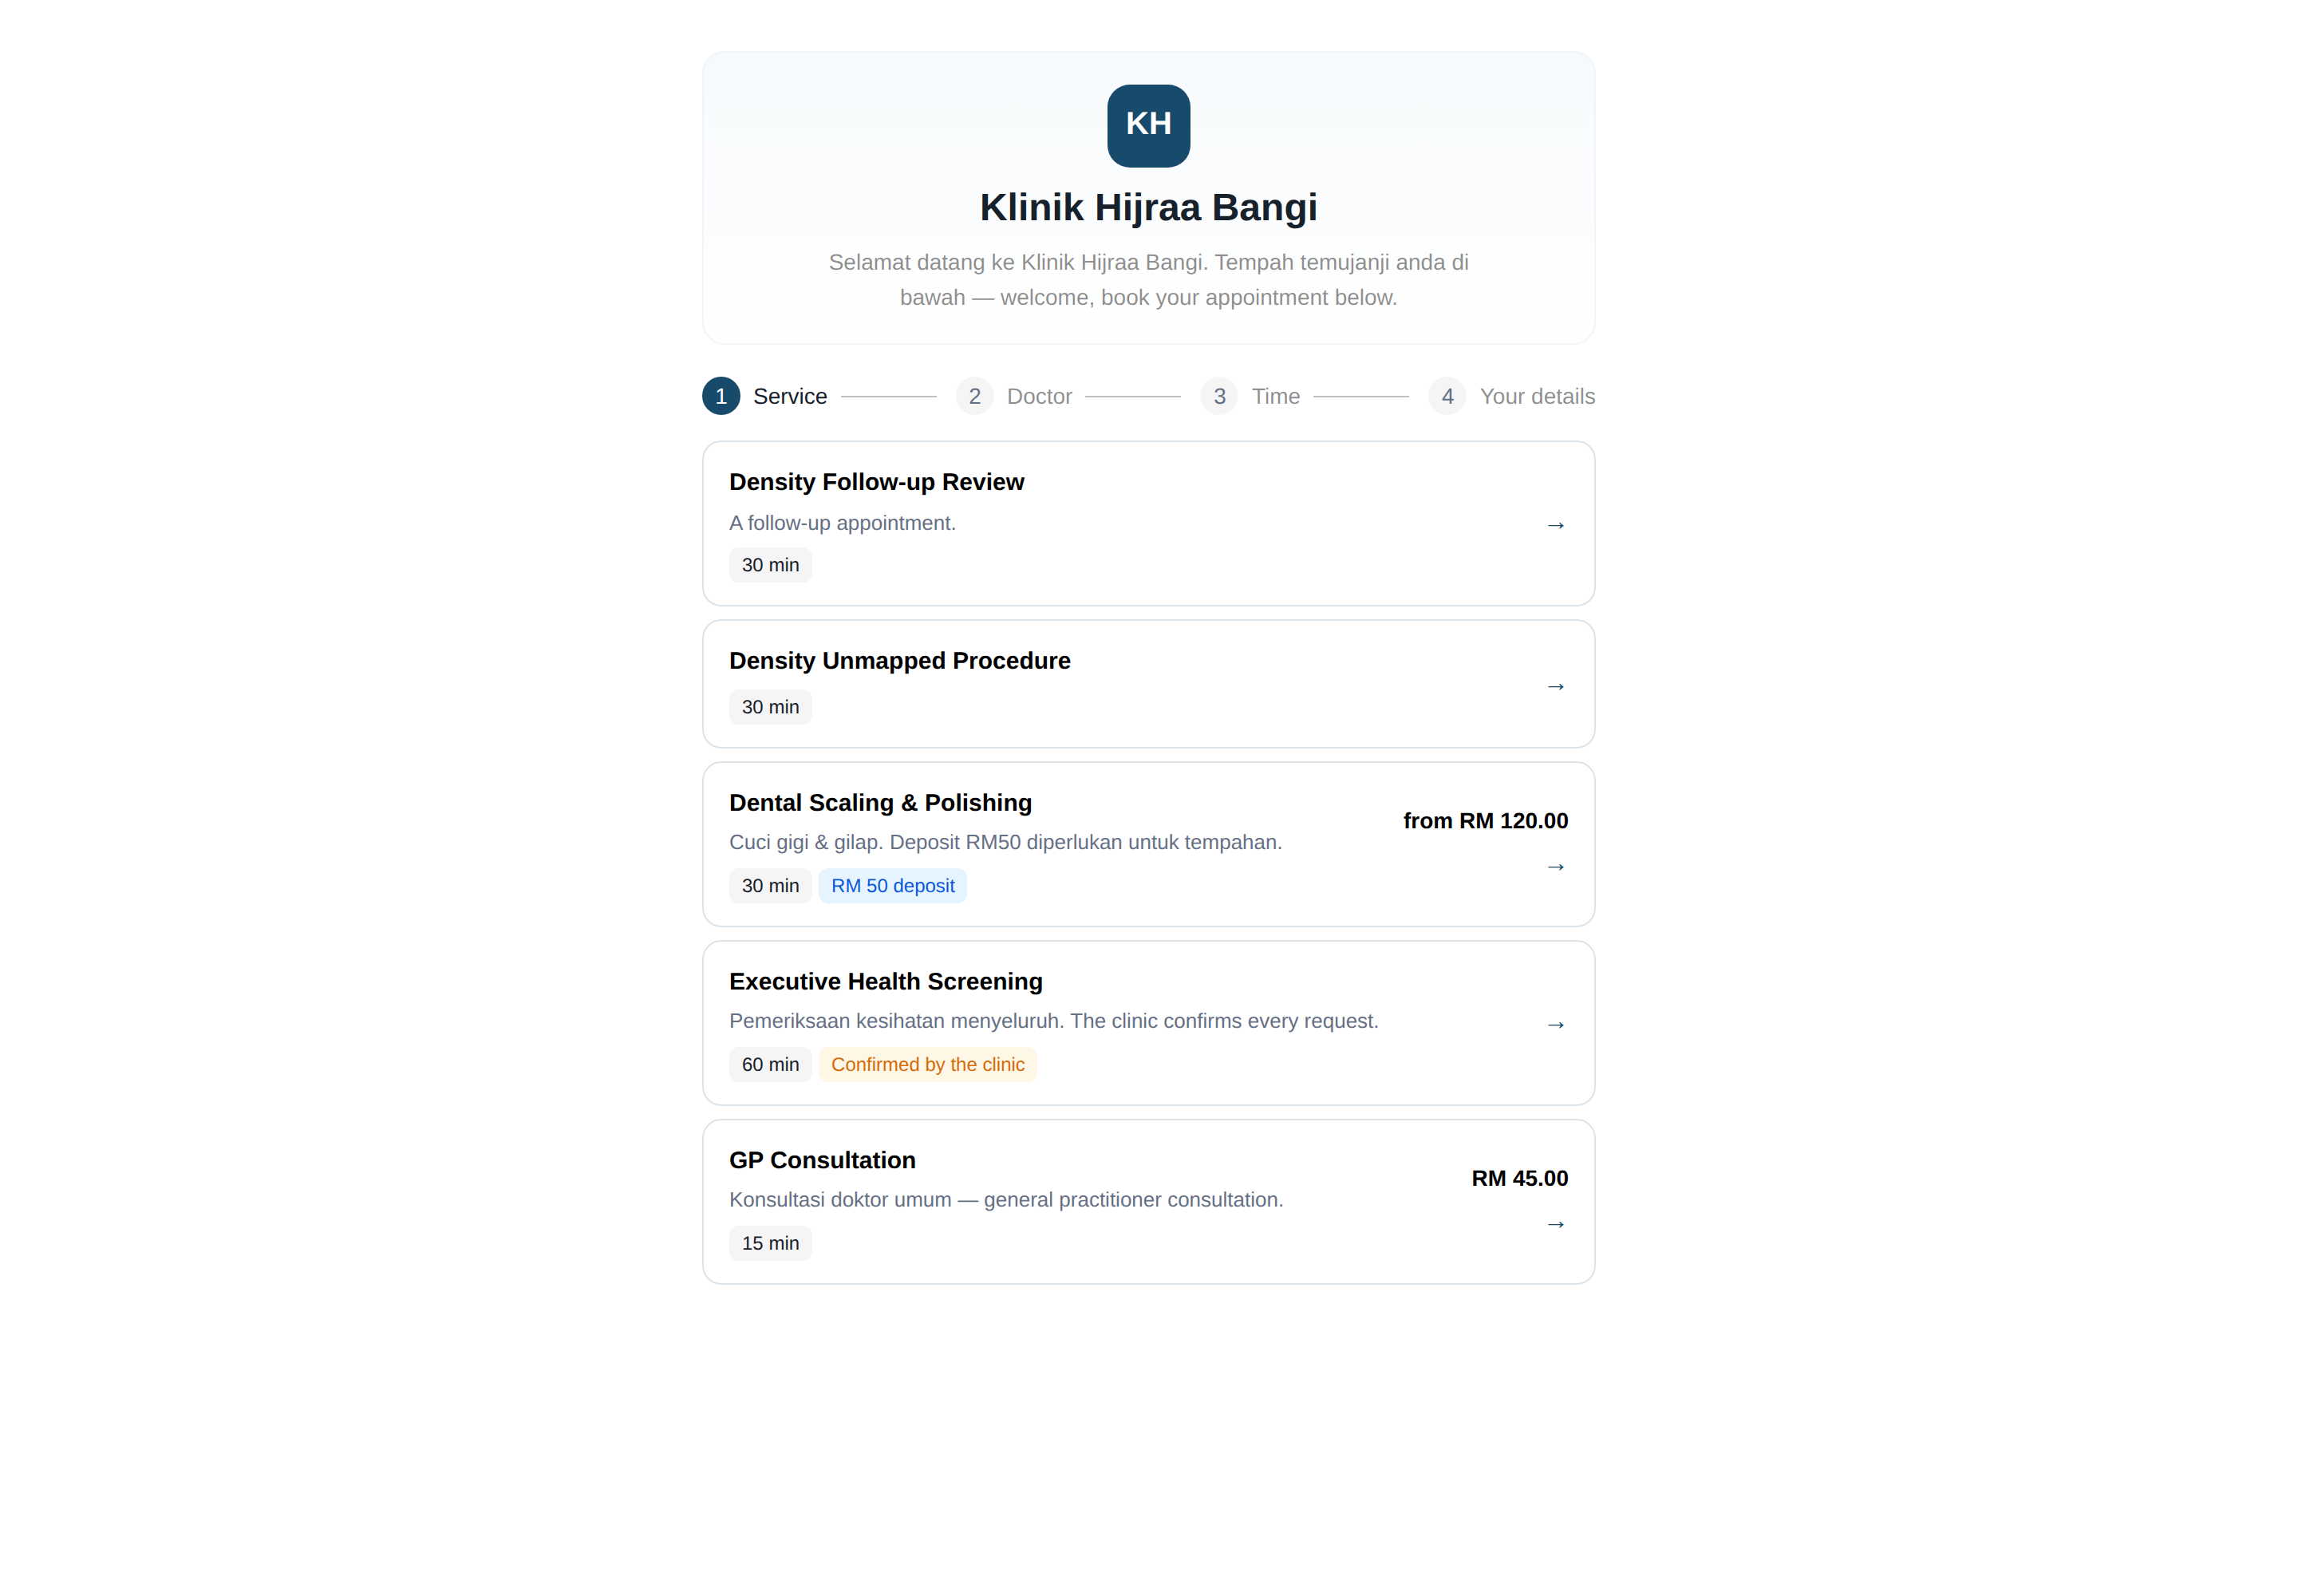 KH
Klinik Hijraa Bangi
Selamat datang ke Klinik Hijraa Bangi. Tempah temujanji anda di
bawah — welcome, book your appointment below.
1 Service 2 Doctor 3 Time 4 Your details
Density Follow-up Review
A follow-up appointment.
→
30 min
Density Unmapped Procedure
→
30 min
Dental Scaling & Polishing
from RM 120.00
Cuci gigi & gilap. Deposit RM50 diperlukan untuk tempahan.
→
30 min RM 50 deposit
Executive Health Screening
Pemeriksaan kesihatan menyeluruh. The clinic confirms every request.
→
60 min Confirmed by the clinic
GP Consultation
RM 45.00
Konsultasi doktor umum — general practitioner consultation.
→
15 min